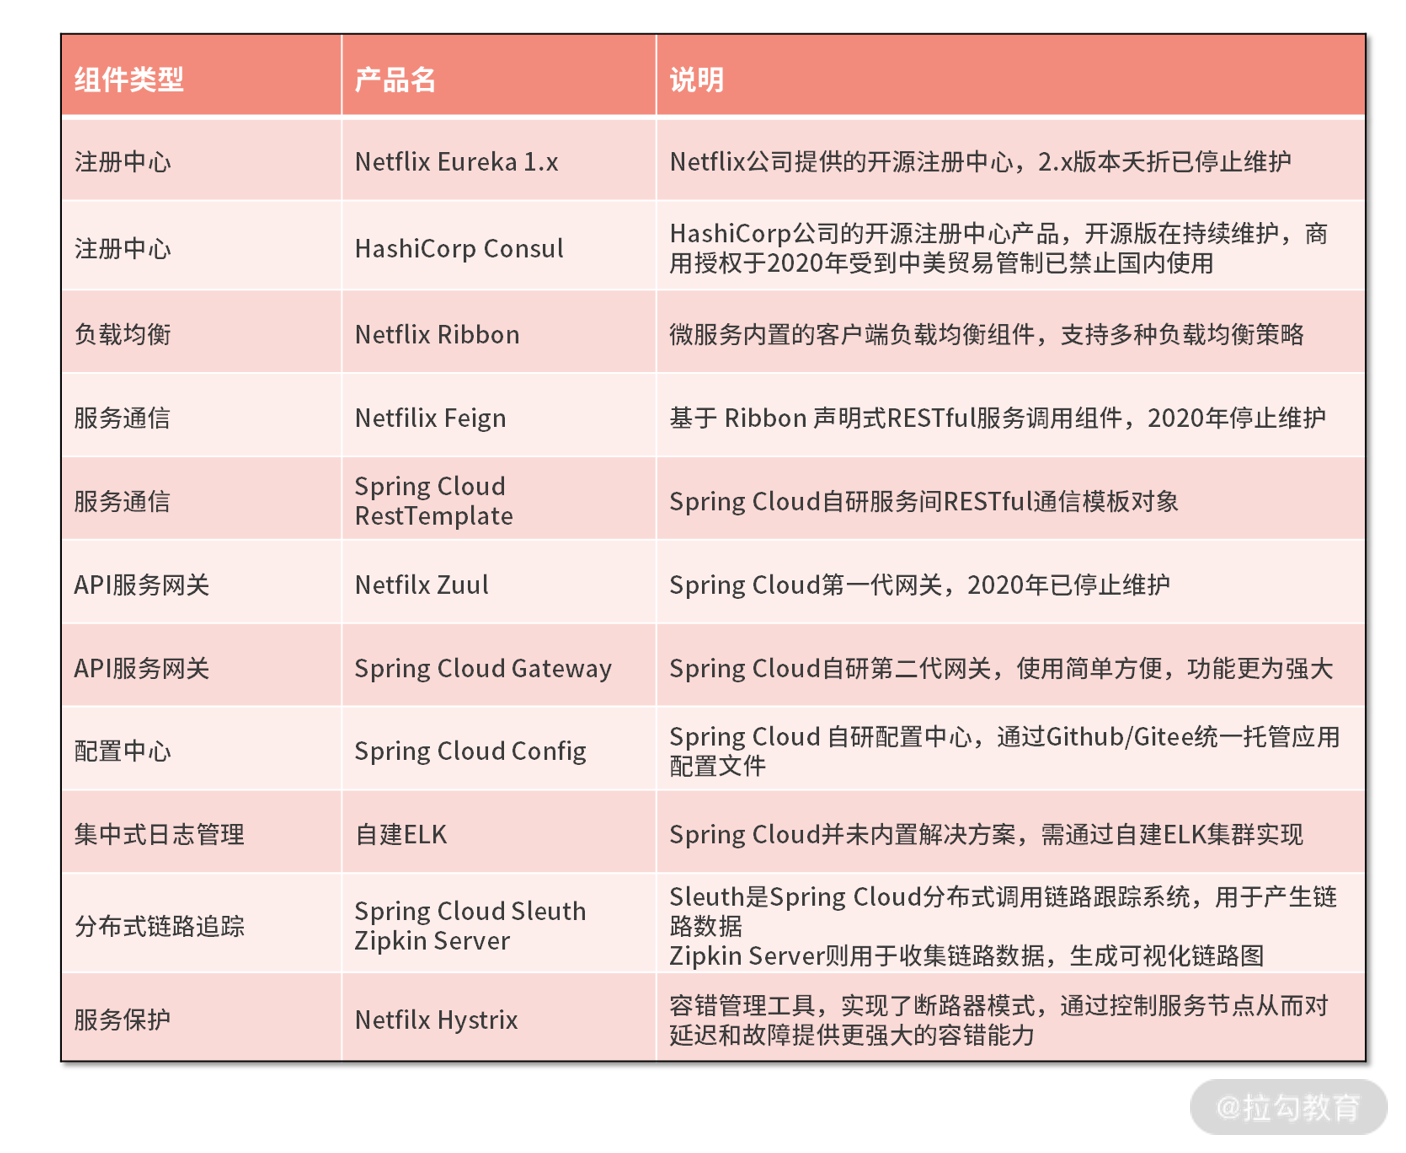 组件类型 产品名 说明
注册中心 Netflix Eureka 1.x Netflix公司提供的开源注册中心，2.x版本夭折已停止维护
注册中心 HashiCorp Consul HashiCorp公司的开源注册中心产品，开源版在持续维护，商
用授权于2020年受到中美贸易管制已禁止国内使用
负载均衡 Netflix Ribbon 微服务内置的客户端负载均衡组件，支持多种负载均衡策略
服务通信 Netfilix Feign 基于 Ribbon 声明式RESTful服务调用组件，2020年停止维护
服务通信 Spring Cloud
RestTemplate Spring Cloud自研服务间RESTful通信模板对象
API服务网关 Netfilx Zuul Spring Cloud第一代网关，2020年已停止维护
API服务网关 Spring Cloud Gateway Spring Cloud自研第二代网关，使用简单方便，功能更为强大
配置中心 Spring Cloud Config Spring Cloud 自研配置中心，通过Github/Gitee统一托管应用
配置文件
集中式日志管理 自建ELK Spring Cloud并未内置解决方案，需通过自建ELK集群实现
分布式链路追踪 Spring Cloud Sleuth
Zipkin Server Sleuth是Spring Cloud分布式调用链路跟踪系统，用于产生链
路数据
Zipkin Server则用于收集链路数据，生成可视化链路图
服务保护 Netfilx Hystrix 容错管理工具，实现了断路器模式，通过控制服务节点从而对
延迟和故障提供更强大的容错能力
@拉勾教育